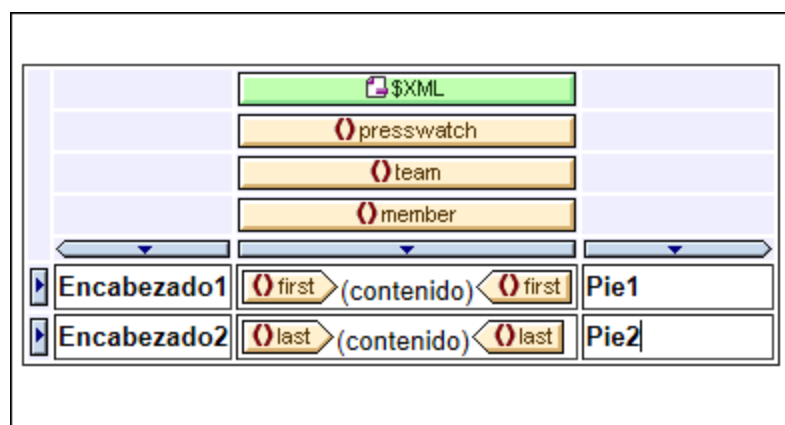 $XML
()presswatch
()team
()member
Encabezado1 ()first (contenido) ()first Pie1
Encabezado2 ()last (contenido) ()last Pie2